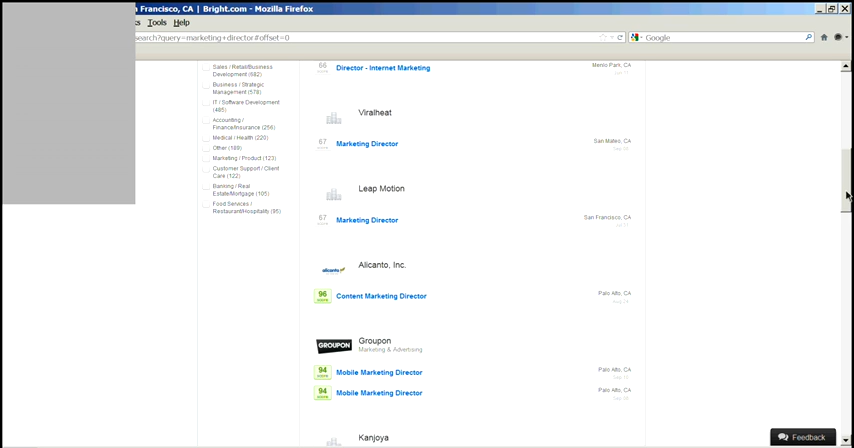 Francisco, CA | Bright.com - Mozilla Firefox
Tools Help
search?query=marketing+director#offset=0
Google
Sales / Retail/Business
Development (682)
Business / Strategic
Management (578)
IT / Software Development
(485)
Accounting /
Finance/Insurance (256)
Medical / Health (220)
Other (189)
Marketing / Product (123)
Customer Support / Client
Care (122)
Banking / Real
Estate/Mortgage (105)
Food Services /
Restaurant/Hospitality (95)
Director - Internet Marketing
Menlo Park, CA
Viralheat
67
Marketing Director
San Mateo, CA
Leap Motion
67
Marketing Director
San Francisco, CA
alicanto
Alicanto, Inc.
96
Content Marketing Director
Palo Alto, CA
GROUPON
Groupon
Marketing & Advertising
94
Mobile Marketing Director
Palo Alto, CA
94
Mobile Marketing Director
Palo Alto, CA
Kanjoya
Feedback